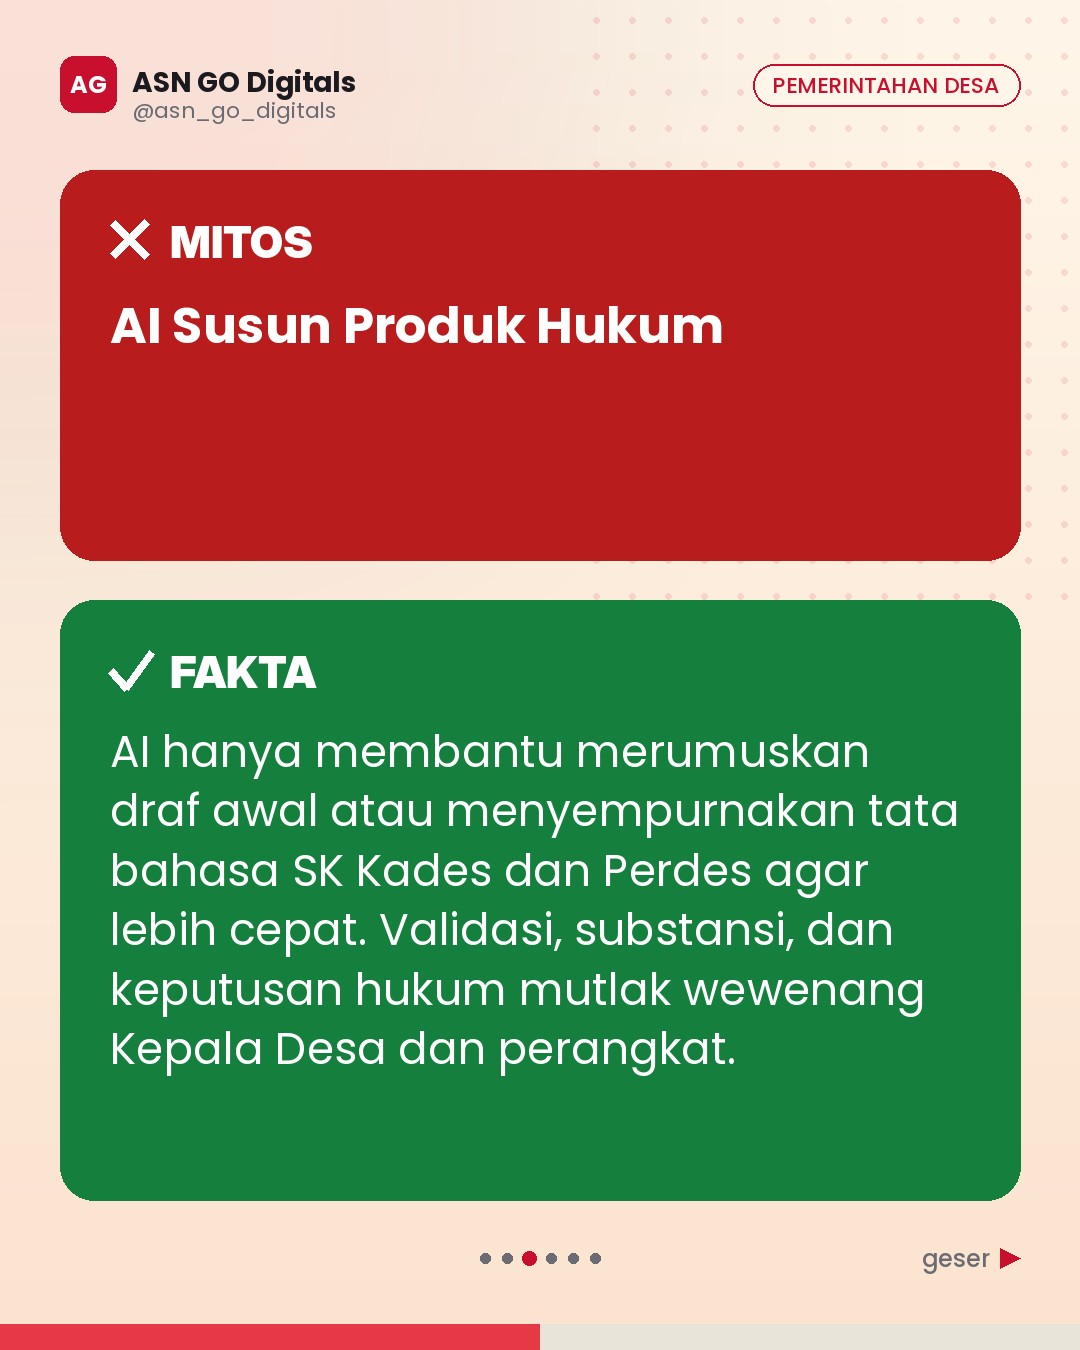 AG
ASN GO Digitals
@asn_go_digitals
PEMERINTAHAN DESA
MITOS
AI Susun Produk Hukum
FAKTA
AI hanya membantu merumuskan
draf awal atau menyempurnakan tata
bahasa SK Kades dan Perdes agar
lebih cepat. Validasi, substansi, dan
keputusan hukum mutlak wewenang
Kepala Desa dan perangkat.
geser